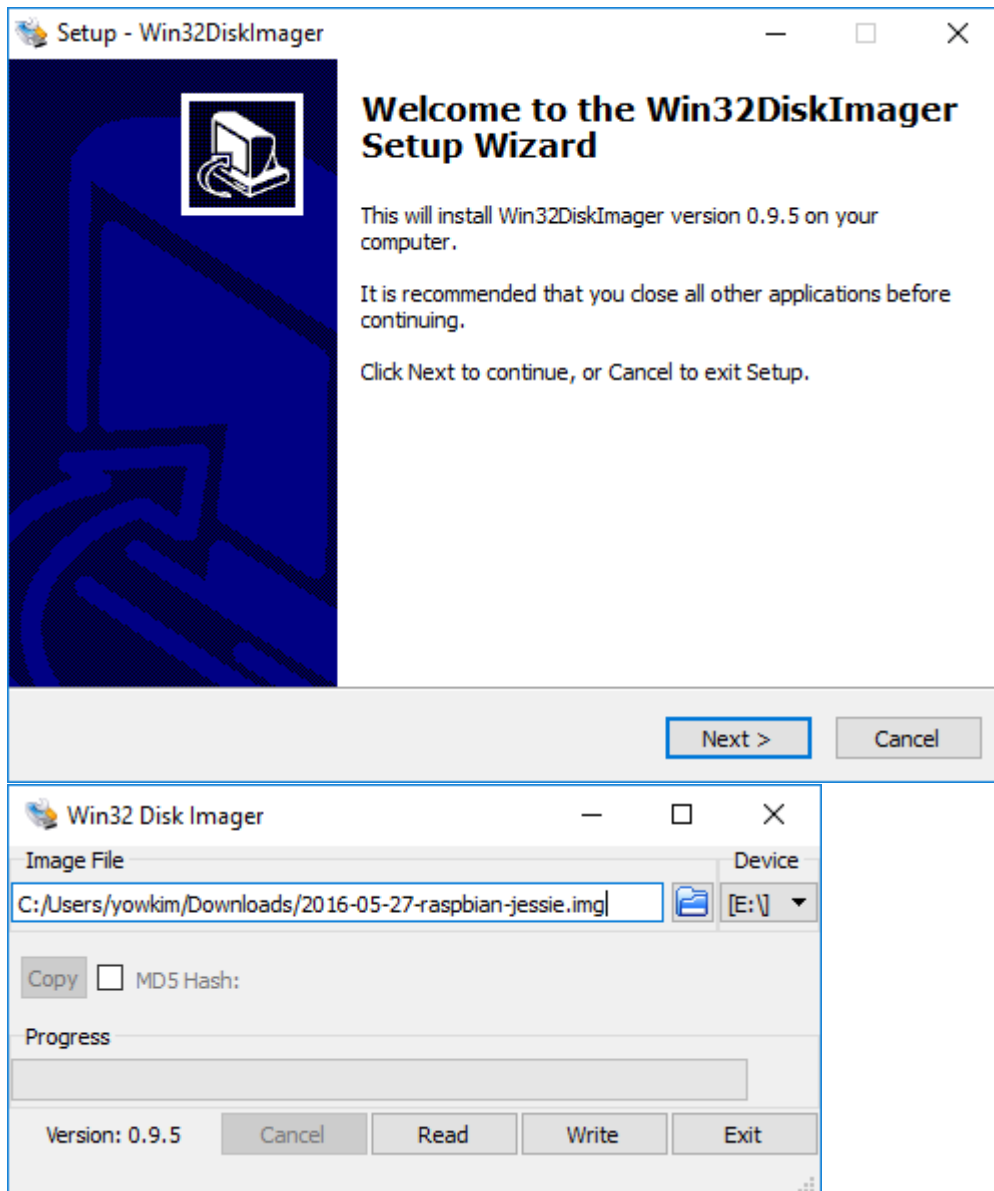 Setup - Win32DiskImager
Welcome to the Win32DiskImager
Setup Wizard
This will install Win32DiskImager version 0.9.5 on your
computer.
It is recommended that you close all other applications before
continuing.
Click Next to continue, or Cancel to exit Setup.
Next >
Cancel
Win32 Disk Imager
Image File
Device
C:/Users/yowkim/Downloads/2016-05-27-raspbian-jessie.img
[E:\]
Copy
MD5 Hash:
Progress
Version: 0.9.5
Cancel
Read
Write
Exit